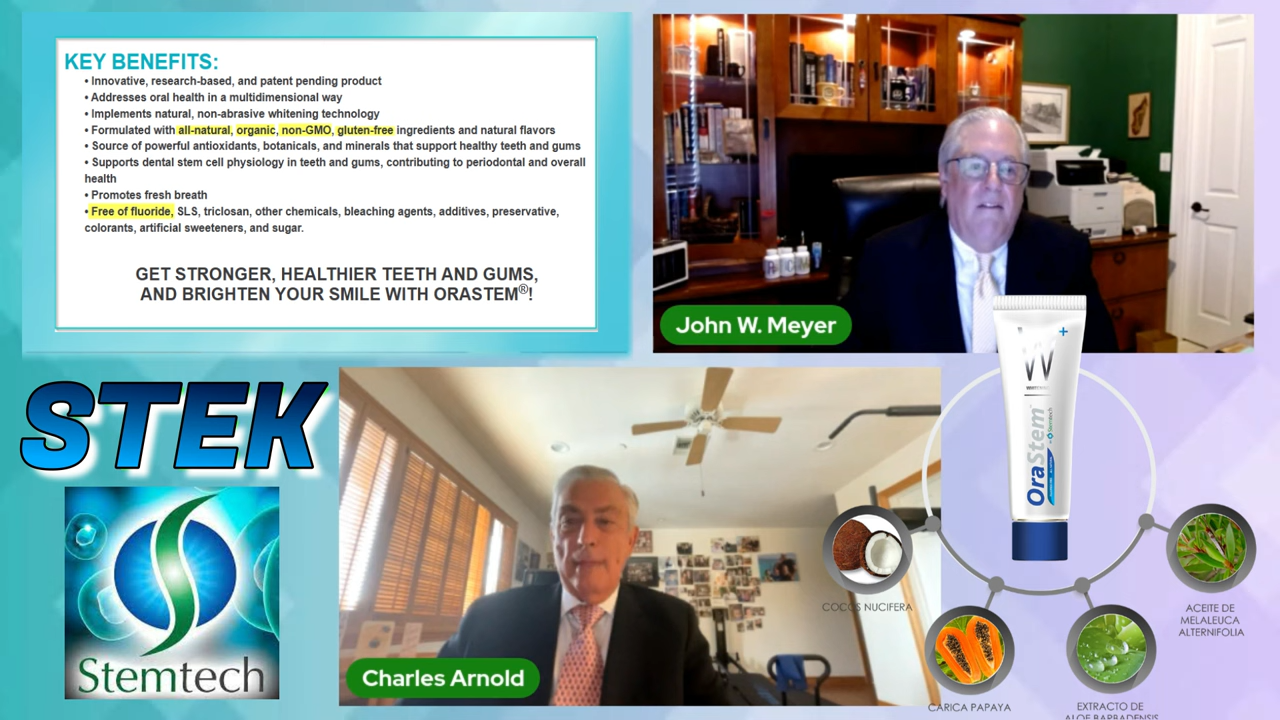 KEY BENEFITS:
• Innovative, research-based, and patent pending product
• Addresses oral health in a multidimensional way
• Implements natural, non-abrasive whitening technology
• Formulated with all-natural, organic, non-GMO, gluten-free ingredients and natural flavors
• Source of powerful antioxidants, botanicals, and minerals that support healthy teeth and gums
• Supports dental stem cell physiology in teeth and gums, contributing to periodontal and overall
health
• Promotes fresh breath
• Free of fluoride, SLS, triclosan, other chemicals, bleaching agents, additives, preservative,
colorants, artificial sweeteners, and sugar.
GET STRONGER, HEALTHIER TEETH AND GUMS,
AND BRIGHTEN YOUR SMILE WITH ORASTEM®!
John W. Meyer
STEK
Stemtech
Charles Arnold
W+
OraStem
Stemtech
COCOS NUCIFERA
CARICA PAPAYA
EXTRACTO DE
ALOE BARBADENSIS
ACEITE DE
MELALEUCA
ALTERNIFOLIA